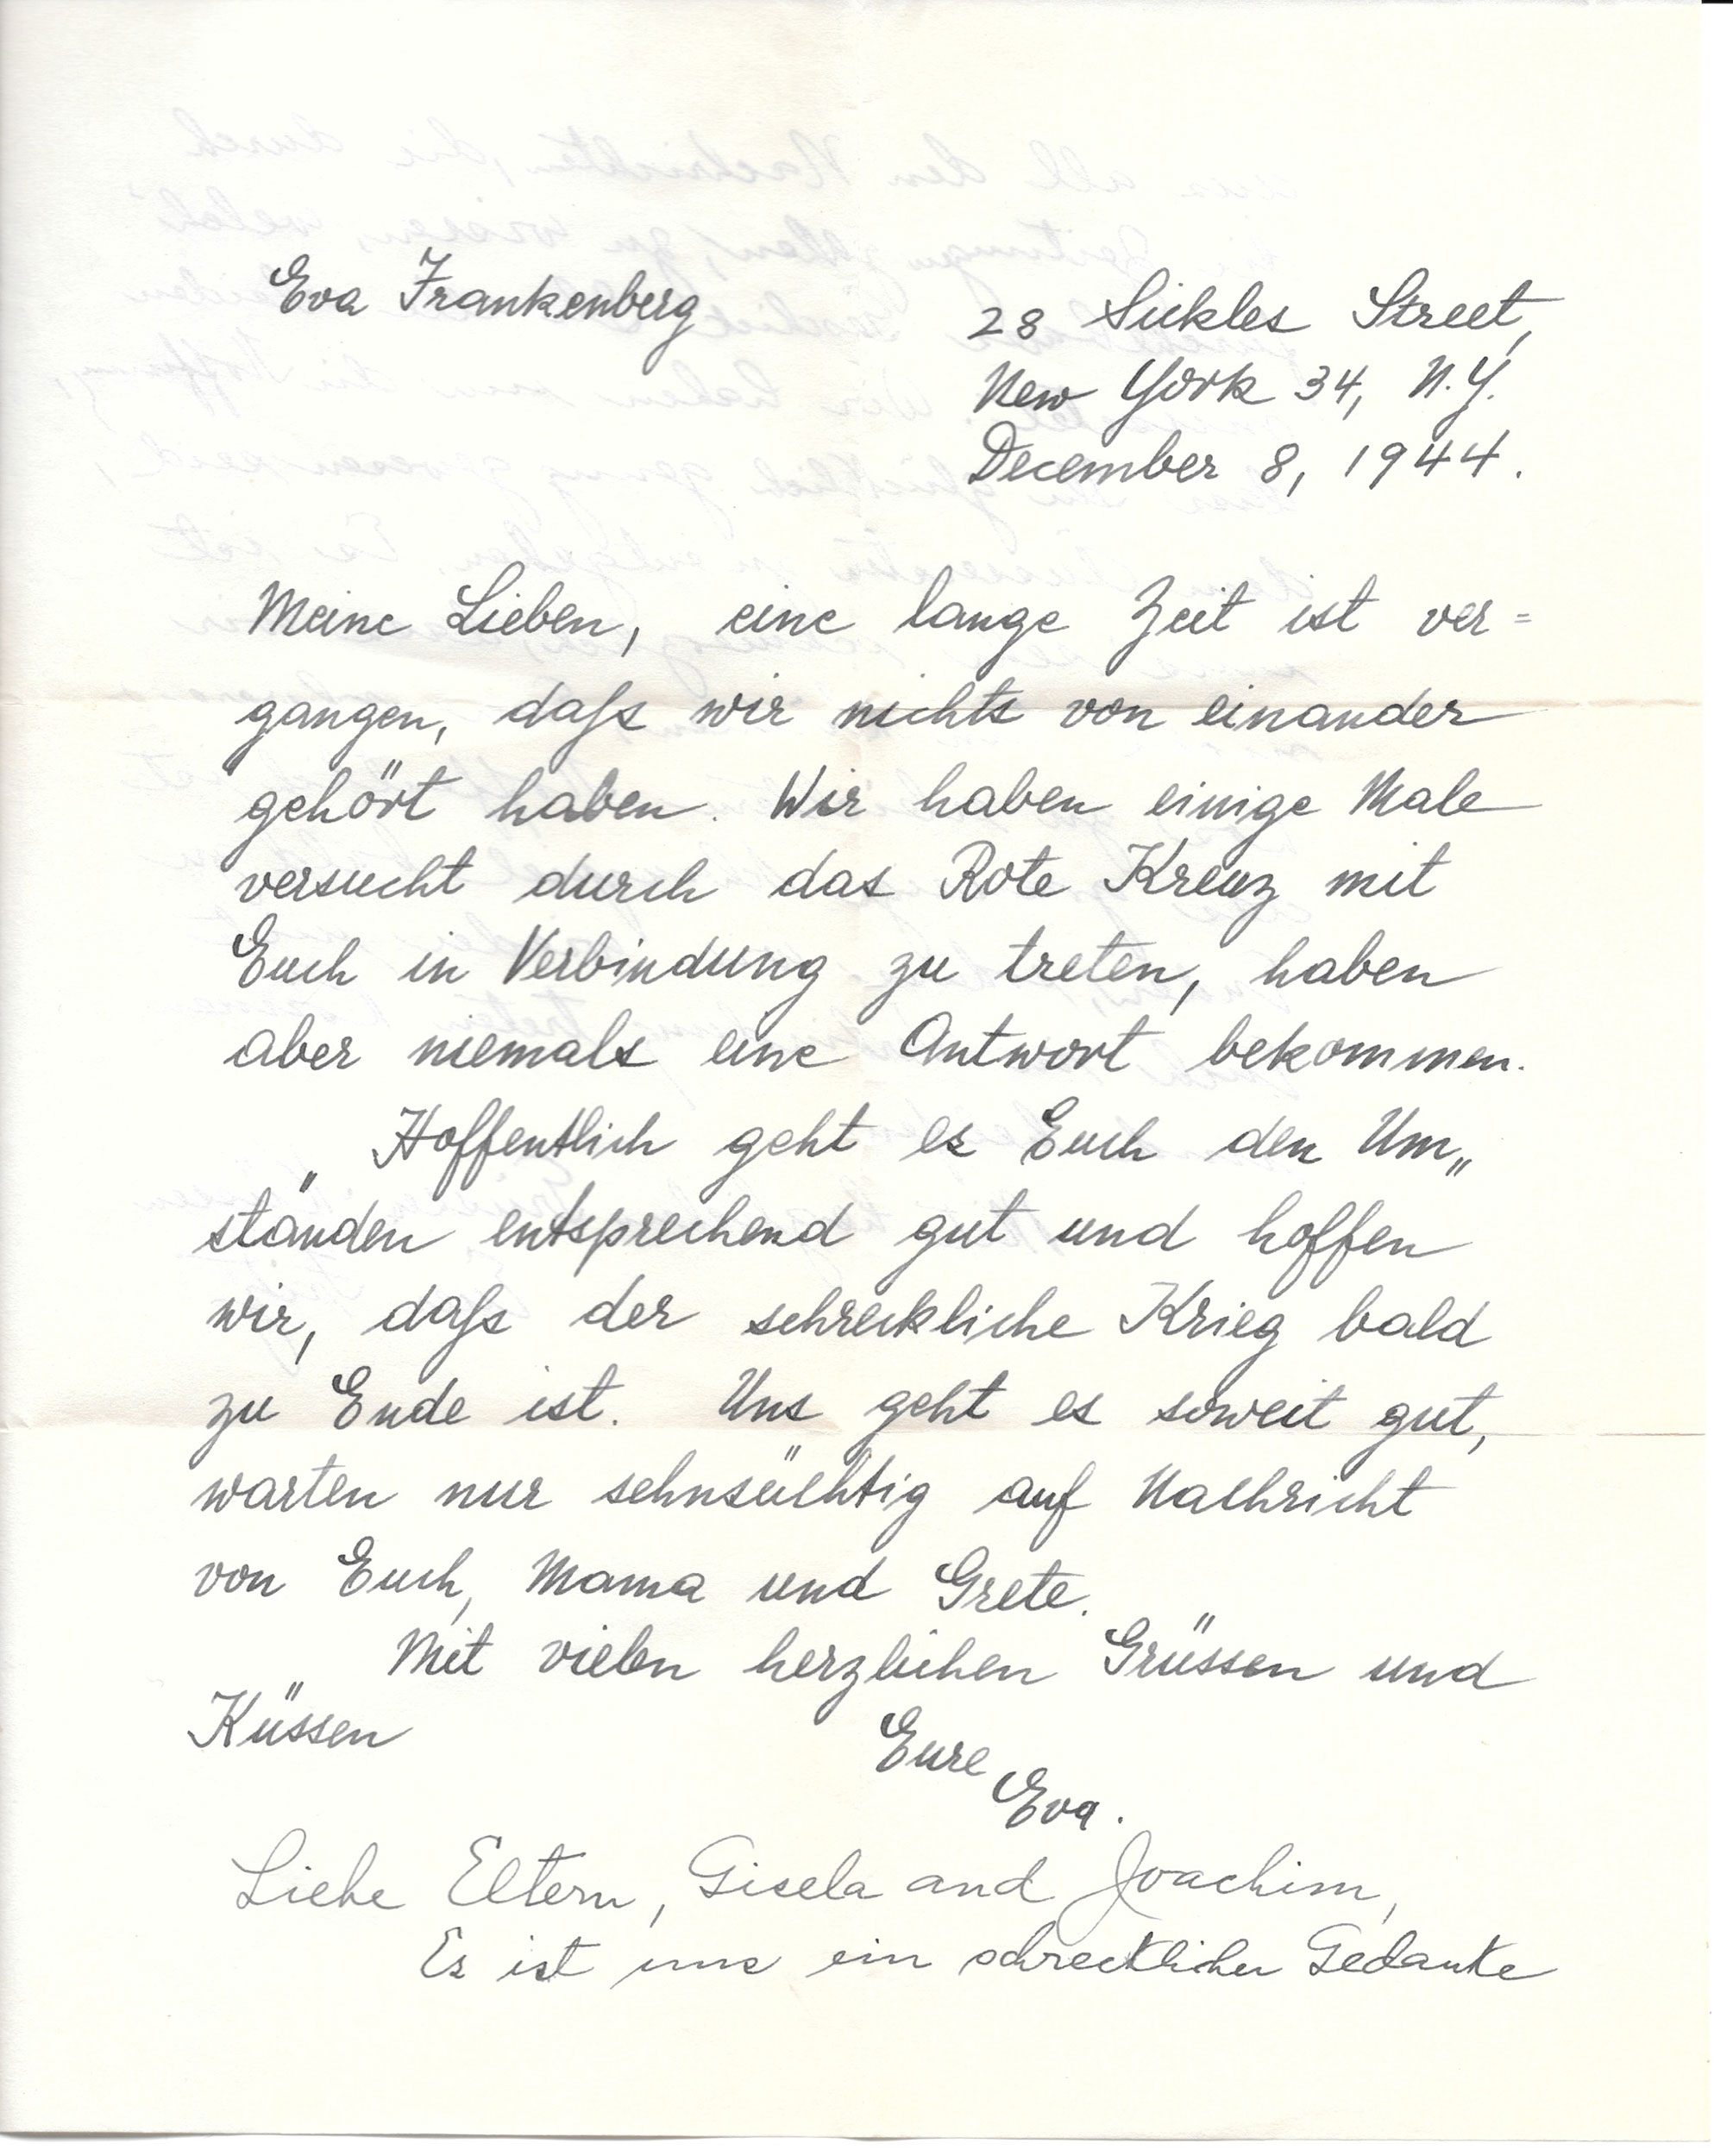 Eva Frankenberg
28 Sickles Street,
New York 34, N.Y.
December 8, 1944.
Meine Lieben, eine lange Zeit ist ver=
gangen, daß wir nichts von einander
gehört haben. Wir haben einige Male
versucht durch das Rote Kreuz mit
Euch in Verbindung zu treten, haben
aber niemals eine Antwort bekommen.
Hoffentlich geht es Euch den Um„
ständen entsprechend gut und hoffen
wir, daß der schreckliche Krieg bald
zu Ende ist. Uns geht es soweit gut,
warten nur sehnsüchtig auf Nachricht
von Euch, Mama und Grete.
Mit vielen herzlichen Grüssen und
Küssen
Eure
Eva.
Liebe Eltern, Gisela and Joachim,
Es ist uns ein schrecklicher Gedanke